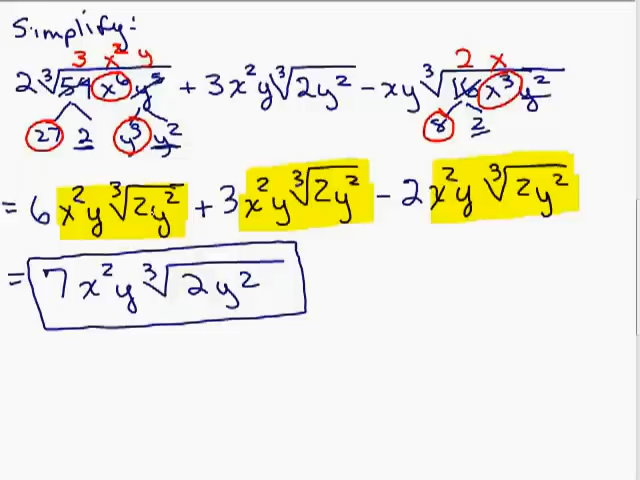 Simplify:
3 x² y 2 x
2∛54x⁶y⁵ + 3x²y∛2y² - xy∛16x³y²
27 2 y³ y² 8 2
= 6x²y∛2y² + 3x²y∛2y² - 2x²y∛2y²
= 7x²y∛2y²